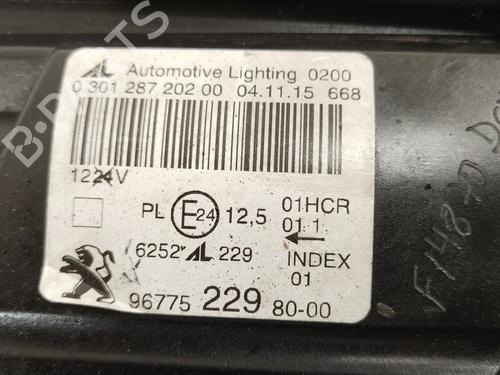 AL Automotive Lighting 0200
0 301 287 202 00 04.11.15 668
1224V
PL E24 12,5 01HCR
01 1
6252 AL 229 INDEX
01
96775 229 80-00
B-PARTS